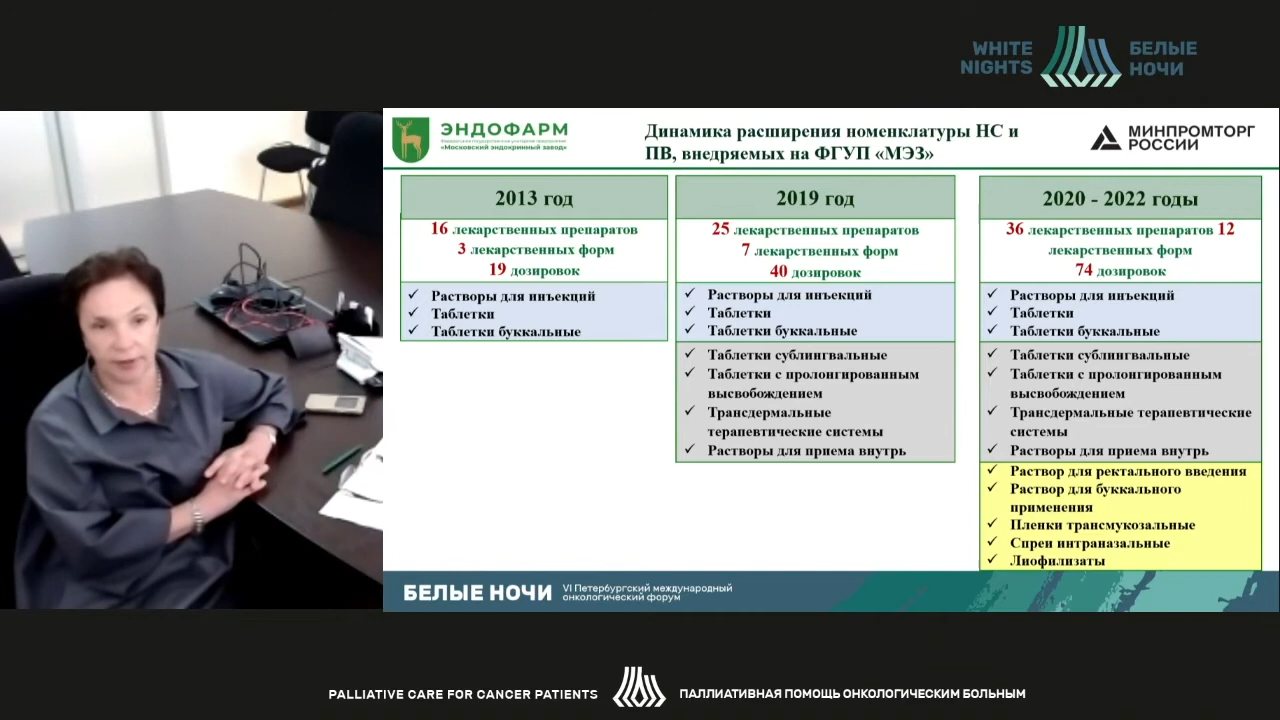 WHITE
NIGHTS
БЕЛЫЕ
НОЧИ
ЭНДОФАРМ
«Московский эндокринный завод»
Динамика расширения номенклатуры НС и
ПВ, внедряемых на ФГУП «МЭЗ»
МИНПРОМТОРГ
РОССИИ
2013 год
16 лекарственных препаратов
3 лекарственных форм
19 дозировок
✓ Растворы для инъекций
✓ Таблетки
✓ Таблетки буккальные
2019 год
25 лекарственных препаратов
7 лекарственных форм
40 дозировок
✓ Растворы для инъекций
✓ Таблетки
✓ Таблетки буккальные
✓ Таблетки сублингвальные
✓ Таблетки с пролонгированным
высвобождением
✓ Трансдермальные
терапевтические системы
✓ Растворы для приема внутрь
2020 - 2022 годы
36 лекарственных препаратов 12
лекарственных форм
74 дозировок
✓ Растворы для инъекций
✓ Таблетки
✓ Таблетки буккальные
✓ Таблетки сублингвальные
✓ Таблетки с пролонгированным
высвобождением
✓ Трансдермальные терапевтические
системы
✓ Растворы для приема внутрь
✓ Раствор для ректального введения
✓ Раствор для буккального
применения
✓ Пленки трансмукозальные
✓ Спреи интраназальные
✓ Лиофилизаты
БЕЛЫЕ НОЧИ
VI Петербургский международный
онкологический форум
PALLIATIVE CARE FOR CANCER PATIENTS
ПАЛЛИАТИВНАЯ ПОМОЩЬ ОНКОЛОГИЧЕСКИМ БОЛЬНЫМ